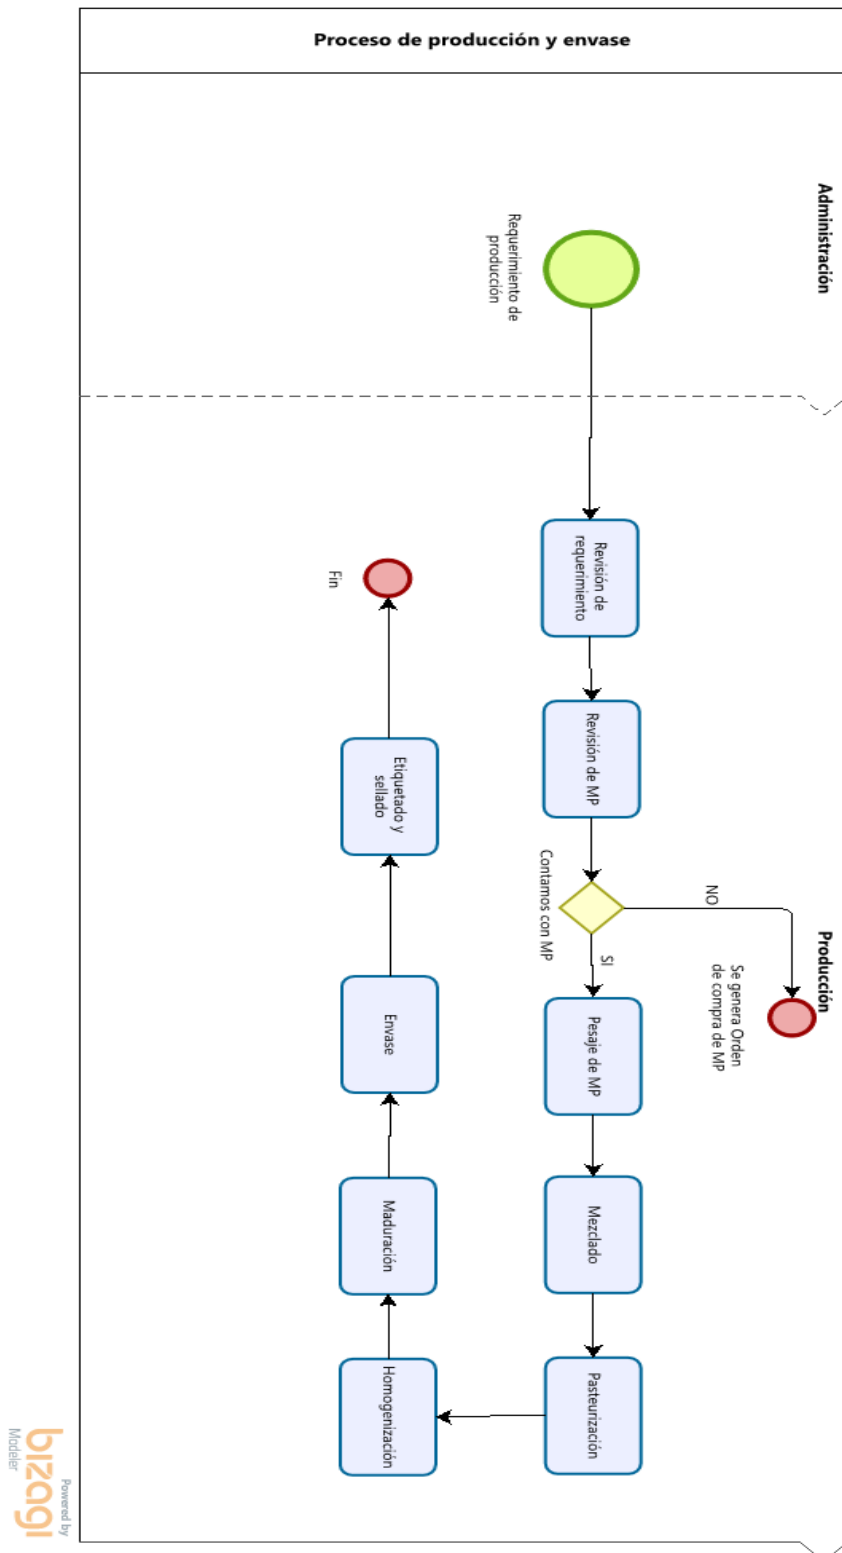 Proceso de producción y envase
Administración
Requerimiento de
producción
Producción
Revisión de
requerimiento
Revisión de MP
Contamos con MP
NO
Se genera Orden
de compra de MP
SI
Pesaje de MP
Mezclado
Pasteurización
Homogenización
Maduración
Envase
Etiquetado y
sellado
Fin
Powered by
bizagi
Modeler